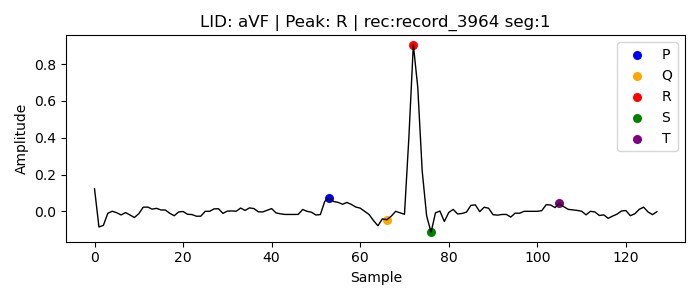 LID: aVF | Peak: R | rec:record_3964 seg:1
P
Q
R
S
T
Amplitude
0.8
0.6
0.4
0.2
0.0
0 20 40 60 80 100 120
Sample